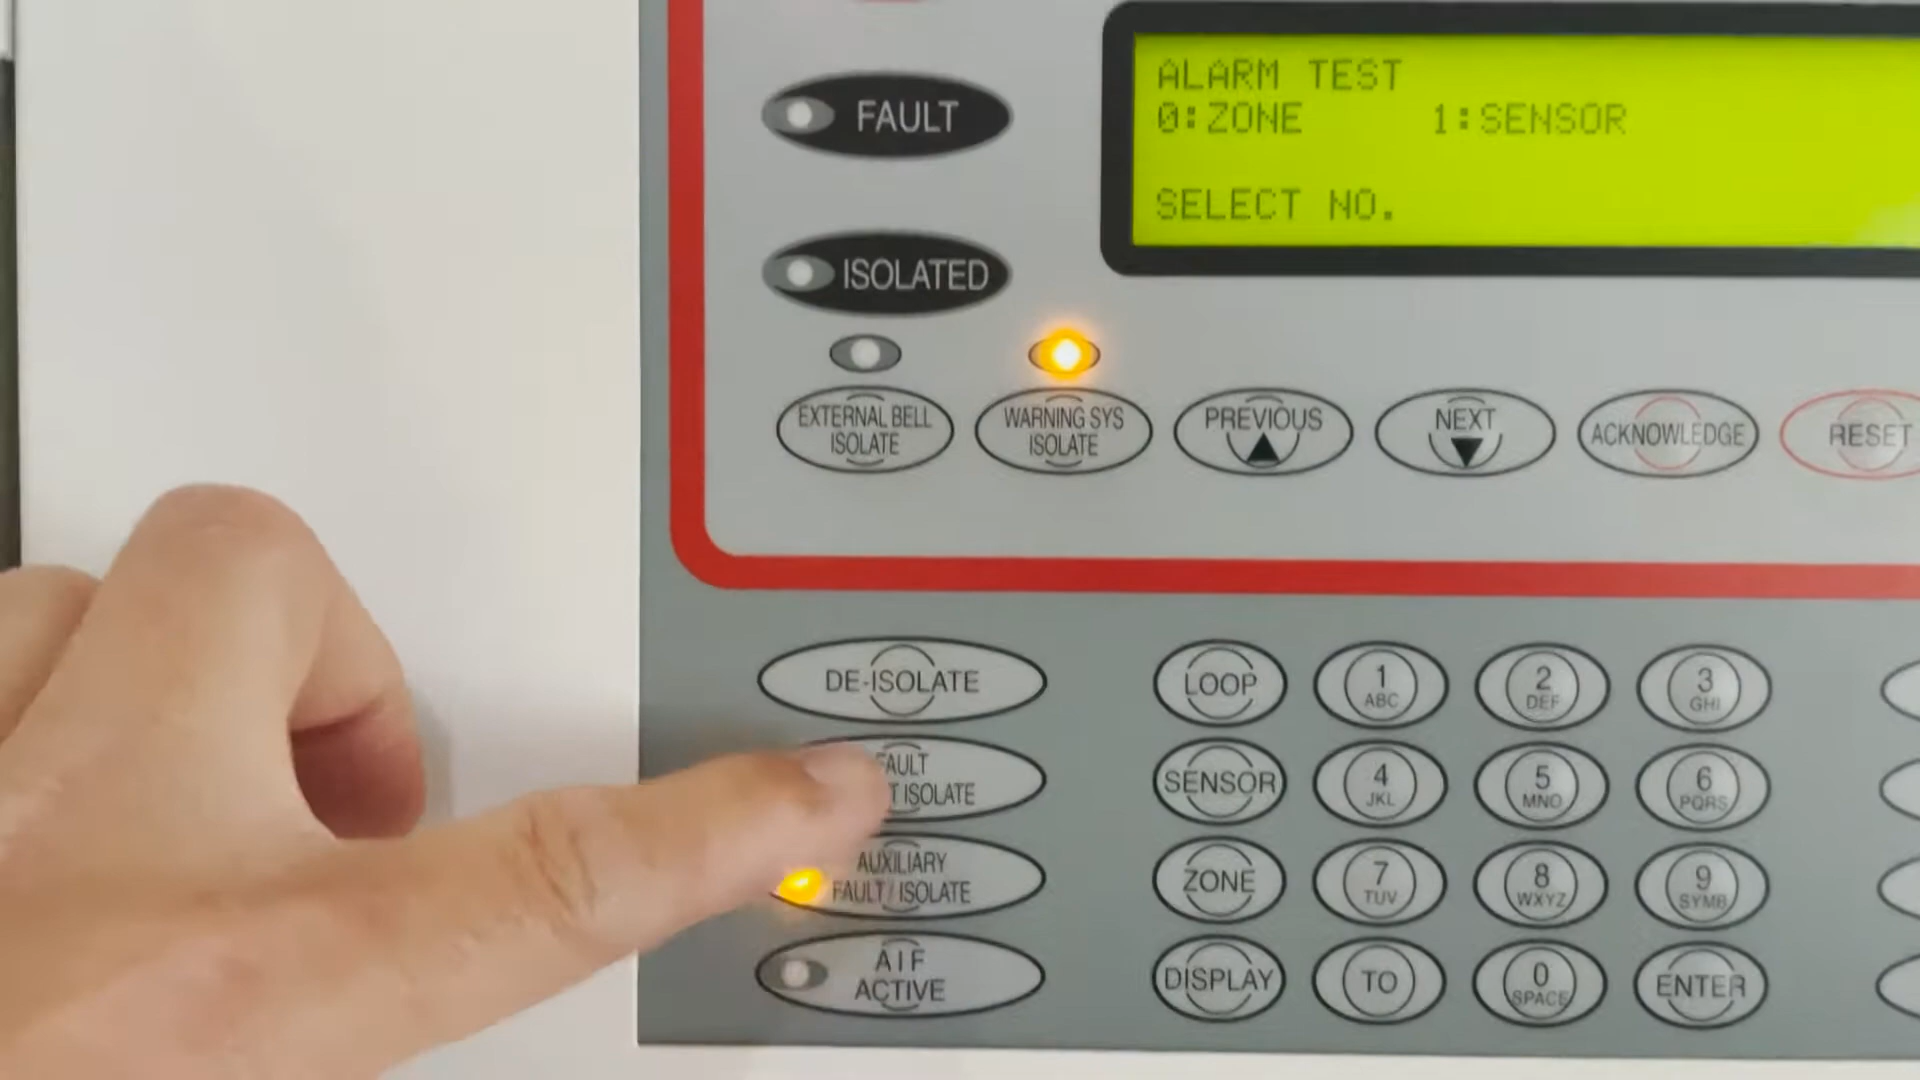 ALARM TEST
0:ZONE 1:SENSOR
SELECT NO.
FAULT
ISOLATED
EXTERNAL BELL
ISOLATE
WARNING SYS
ISOLATE
PREVIOUS
NEXT
ACKNOWLEDGE
RESET
DE-ISOLATE
LOOP
1
ABC
2
DEF
3
GHI
FAULT
ISOLATE
SENSOR
4
JKL
5
MNO
6
PQRS
AUXILIARY
FAULT / ISOLATE
ZONE
7
TUV
8
WXYZ
9
SYMB
AIF
ACTIVE
DISPLAY
TO
0
SPACE
ENTER